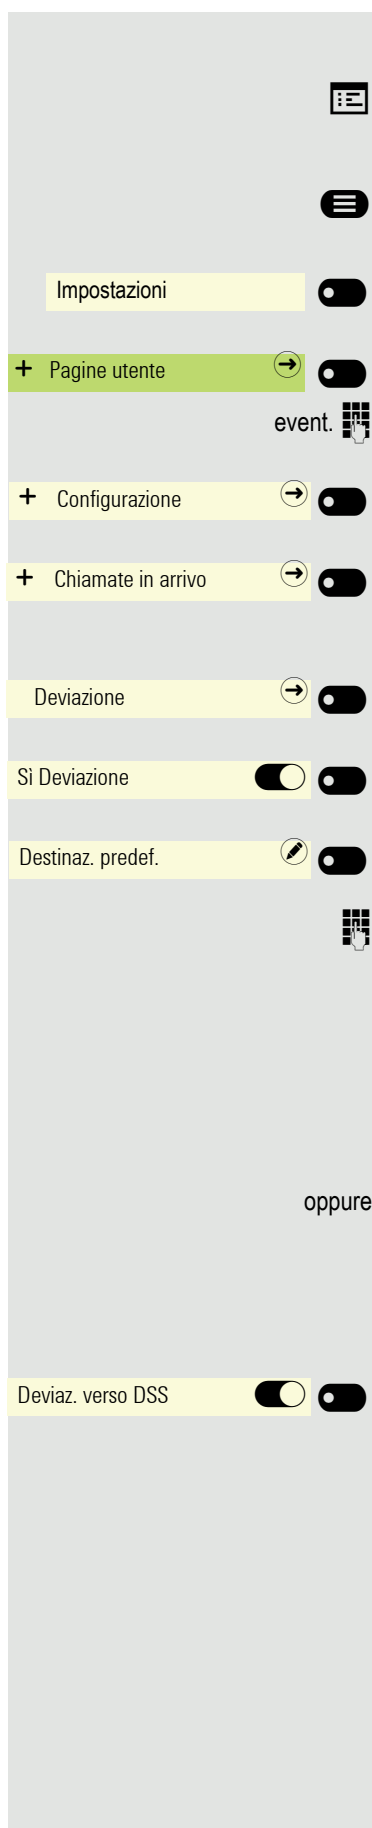 Impostazioni
+ Pagine utente
event.
+ Configurazione
+ Chiamate in arrivo
Deviazione
Sì Deviazione
Destinaz. predef.
oppure
Deviaz. verso DSS